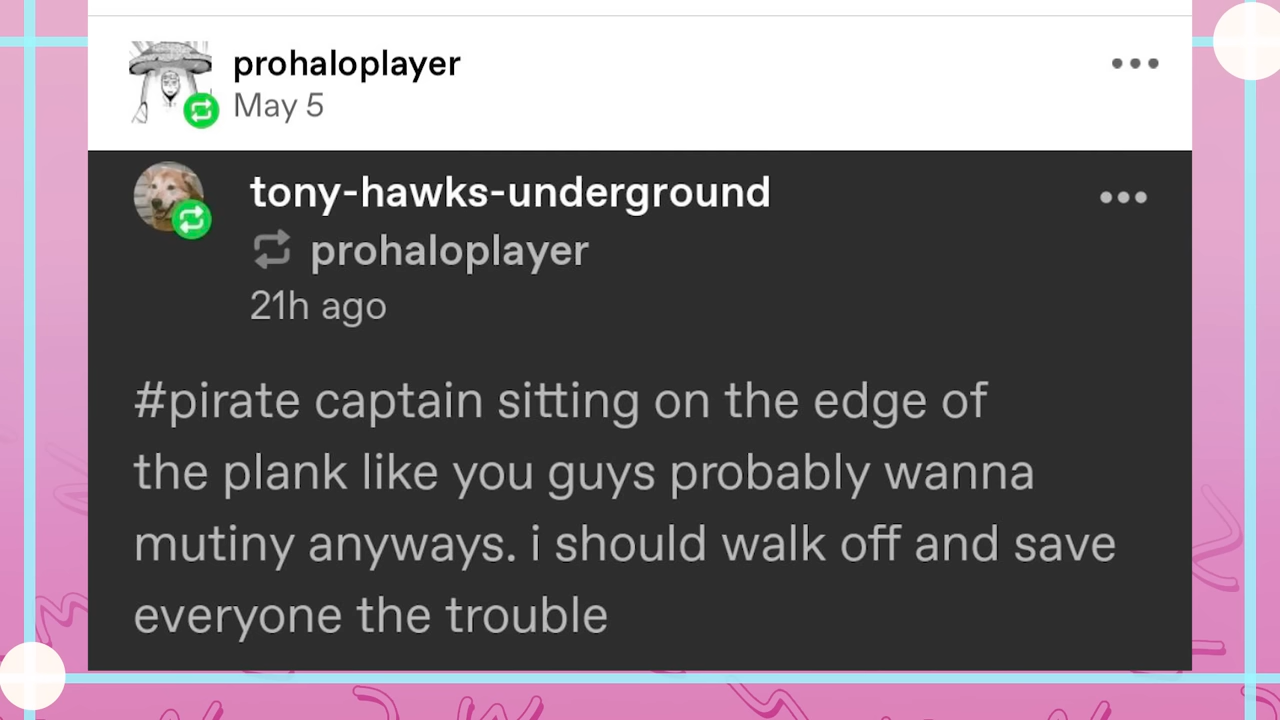 prohaloplayer
May 5
tony-hawks-underground
prohaloplayer
21h ago
#pirate captain sitting on the edge of
the plank like you guys probably wanna
mutiny anyways. i should walk off and save
everyone the trouble